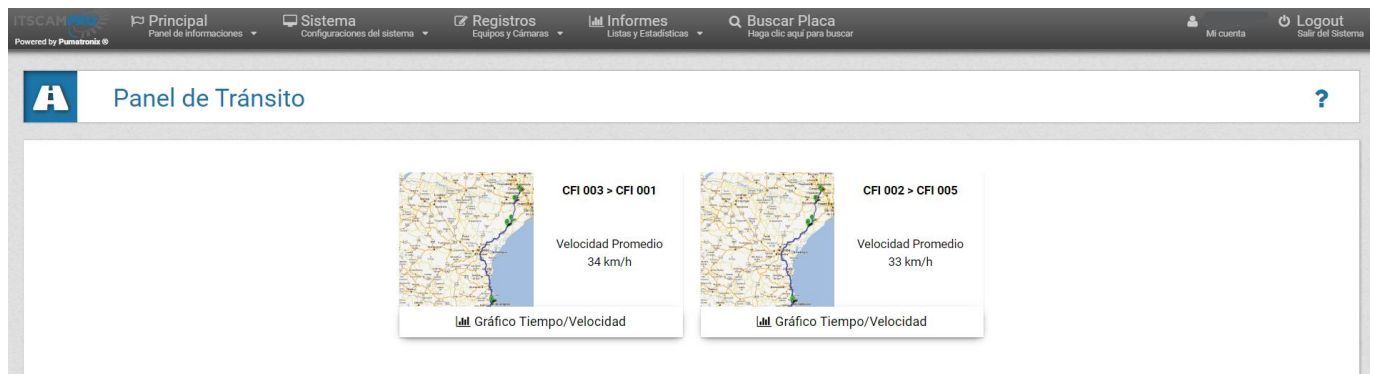 ITSCAMPRO
Powered by Pumatronix ®
Principal
Panel de informaciones
Sistema
Configuraciones del sistema
Registros
Equipos y Cámaras
Informes
Listas y Estadísticas
Buscar Placa
Haga clic aquí para buscar
Mi cuenta
Logout
Salir del Sistema
Panel de Tránsito
?
CFI 003 > CFI 001
Velocidad Promedio
34 km/h
Gráfico Tiempo/Velocidad
CFI 002 > CFI 005
Velocidad Promedio
33 km/h
Gráfico Tiempo/Velocidad